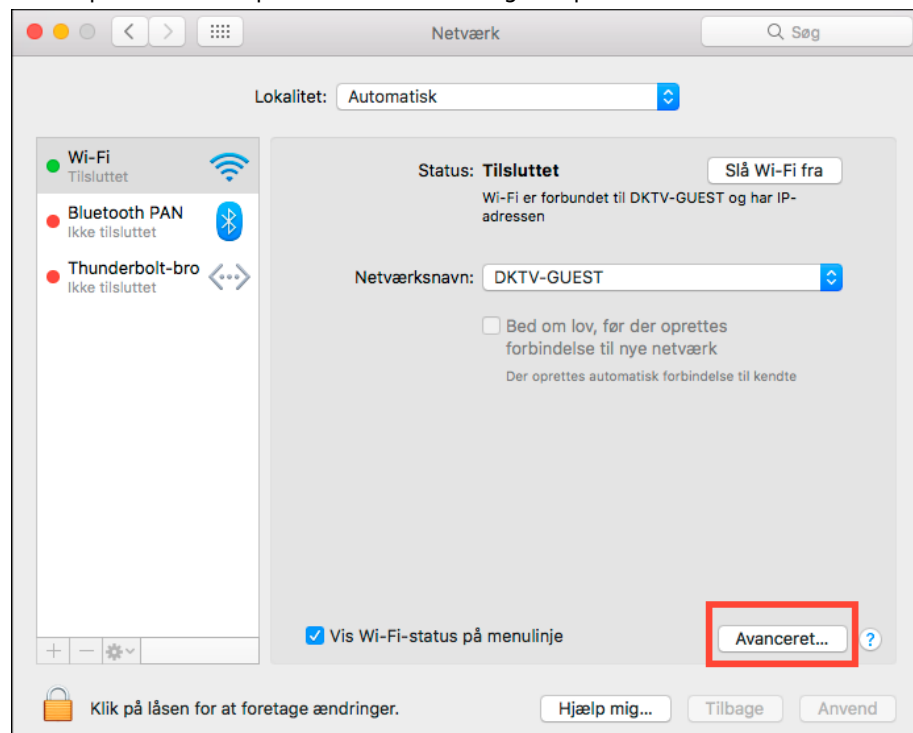 Netværk
Søg
Lokalitet: Automatisk
Wi-Fi
Tilsluttet
Bluetooth PAN
Ikke tilsluttet
Thunderbolt-bro
Ikke tilsluttet
Status: Tilsluttet
Slå Wi-Fi fra
Wi-Fi er forbundet til DKTV-GUEST og har IP-
adressen
Netværksnavn: DKTV-GUEST
Bed om lov, før der oprettes
forbindelse til nye netværk
Der oprettes automatisk forbindelse til kendte
Vis Wi-Fi-status på menulinje
Avanceret... ?
Klik på låsen for at foretage ændringer.
Hjælp mig...
Tilbage
Anvend